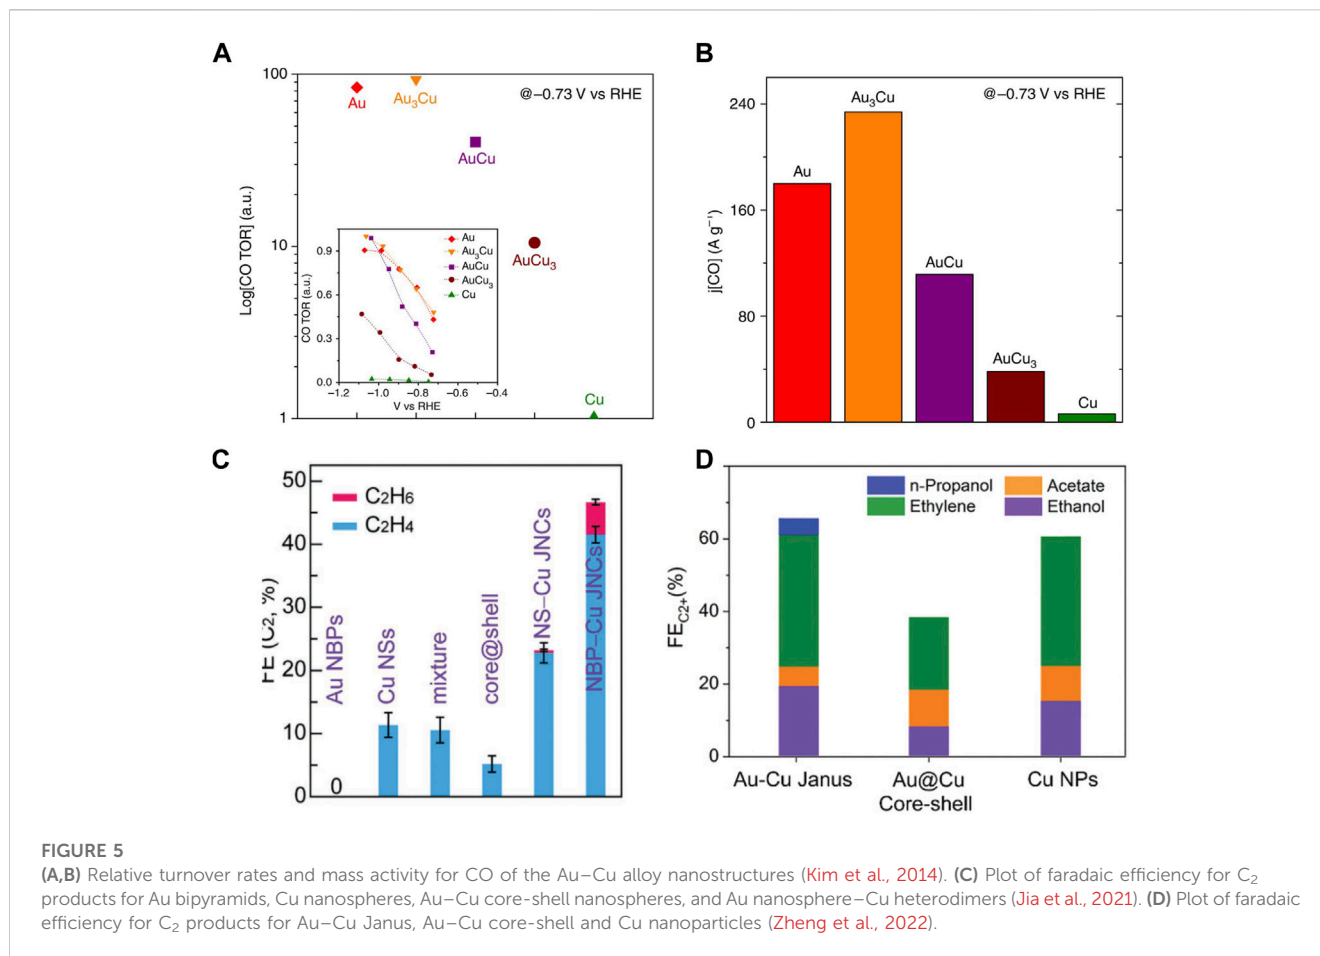 A
100
10
1
Log[CO TOR] (a.u.)
@−0.73 V vs RHE
Au
Au₃Cu
AuCu
AuCu₃
Cu
0.9
0.6
0.3
0.0
CO TOR (a.u.)
Au
Au₃Cu
AuCu
AuCu₃
Cu
−1.2 −1.0 −0.8 −0.6 −0.4
V vs RHE
B
240
160
80
0
j[CO] (A g⁻¹)
@−0.73 V vs RHE
Au
Au₃Cu
AuCu
AuCu₃
Cu
C
50
40
30
20
10
0
FE (C₂, %)
C₂H₆
C₂H₄
Au NBPs
Cu NSs
mixture
core@shell
NS–Cu JNCs
NBP–Cu JNCs
0
D
60
40
20
0
FE_C2+(%)
n-Propanol
Acetate
Ethylene
Ethanol
Au-Cu Janus
Au@Cu
Core-shell
Cu NPs
FIGURE 5
(A,B) Relative turnover rates and mass activity for CO of the Au–Cu alloy nanostructures (Kim et al., 2014). (C) Plot of faradaic efficiency for C₂
products for Au bipyramids, Cu nanospheres, Au–Cu core-shell nanospheres, and Au nanosphere–Cu heterodimers (Jia et al., 2021). (D) Plot of faradaic
efficiency for C₂ products for Au–Cu Janus, Au–Cu core-shell and Cu nanoparticles (Zheng et al., 2022).